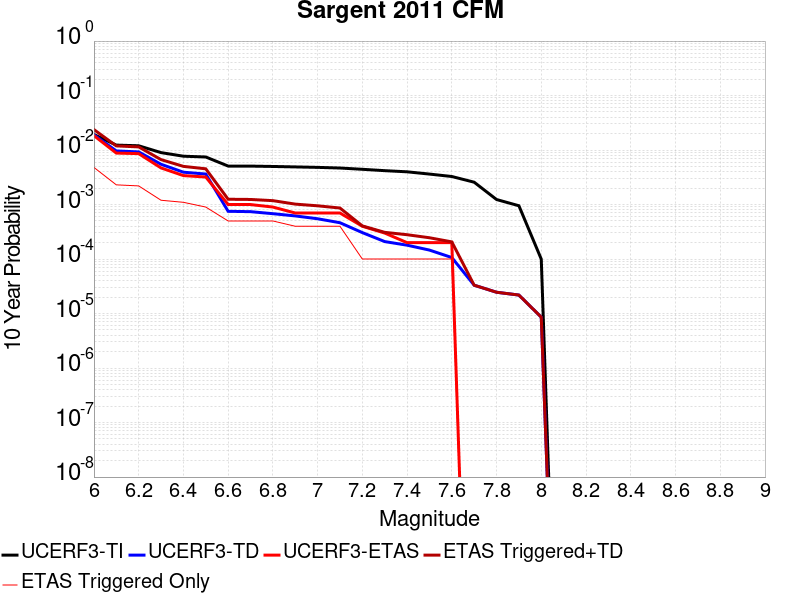 Sargent 2011 CFM
10^0
10^-1
10^-2
10^-3
10^-4
10^-5
10^-6
10^-7
10^-8
10 Year Probability
6 6.2 6.4 6.6 6.8 7 7.2 7.4 7.6 7.8 8 8.2 8.4 8.6 8.8 9
Magnitude
UCERF3-TI UCERF3-TD UCERF3-ETAS ETAS Triggered+TD
ETAS Triggered Only